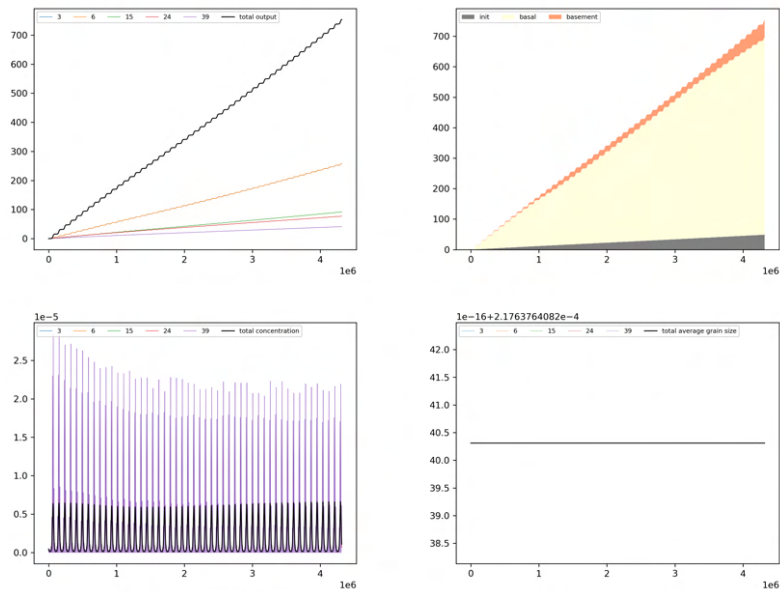 3 6 15 24 39 total output
700
600
500
400
300
200
100
0
0 1 2 3 4
1e6
init basal basement
700
600
500
400
300
200
100
0
0 1 2 3 4
1e6
1e-5
3 6 15 24 39 total concentration
2.5
2.0
1.5
1.0
0.5
0.0
0 1 2 3 4
1e6
1e-16+2.1763764082e-4
3 6 15 24 39 total average grain size
42.0
41.5
41.0
40.5
40.0
39.5
39.0
38.5
0 1 2 3 4
1e6